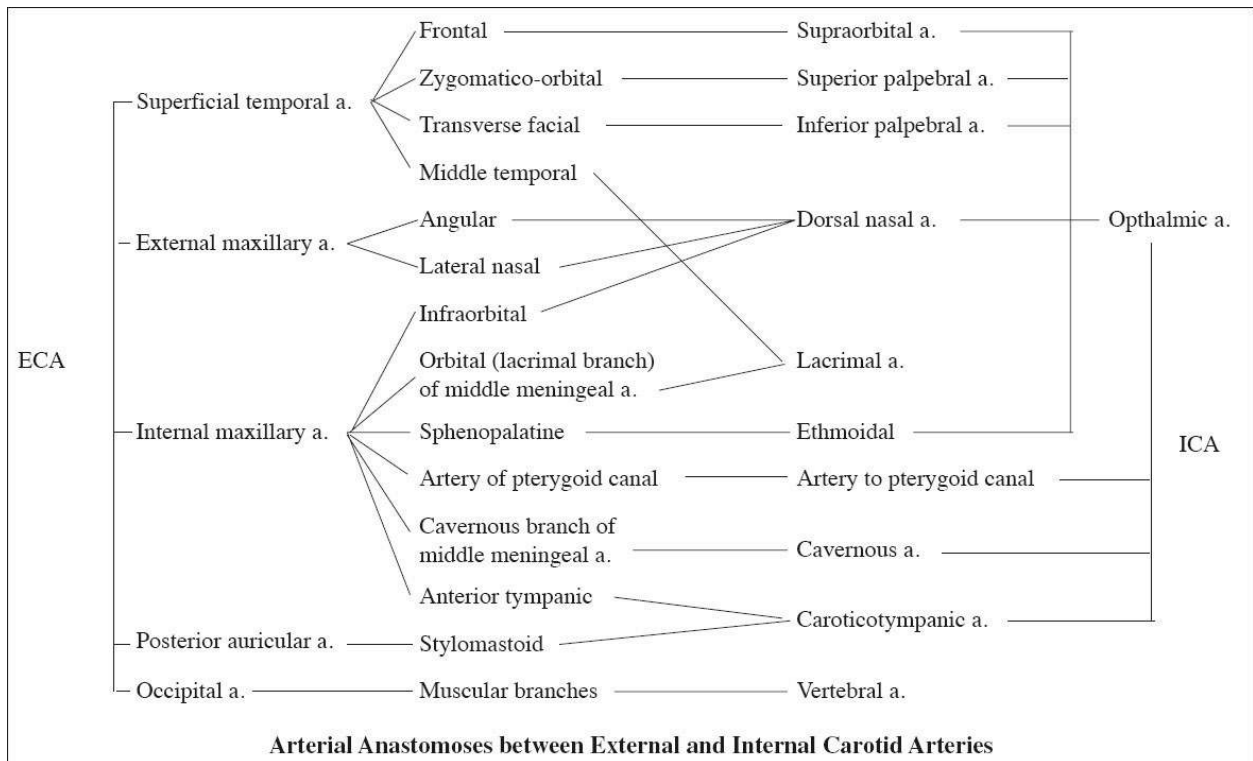 Frontal
Supraorbital a.
Zygomatico-orbital
Superior palpebral a.
Superficial temporal a.
Transverse facial
Inferior palpebral a.
Middle temporal
Angular
Dorsal nasal a.
Opthalmic a.
External maxillary a.
Lateral nasal
Infraorbital
ECA
Orbital (lacrimal branch)
of middle meningeal a.
Lacrimal a.
Internal maxillary a.
Sphenopalatine
Ethmoidal
ICA
Artery of pterygoid canal
Artery to pterygoid canal
Cavernous branch of
middle meningeal a.
Cavernous a.
Anterior tympanic
Caroticotympanic a.
Posterior auricular a.
Stylomastoid
Occipital a.
Muscular branches
Vertebral a.
Arterial Anastomoses between External and Internal Carotid Arteries